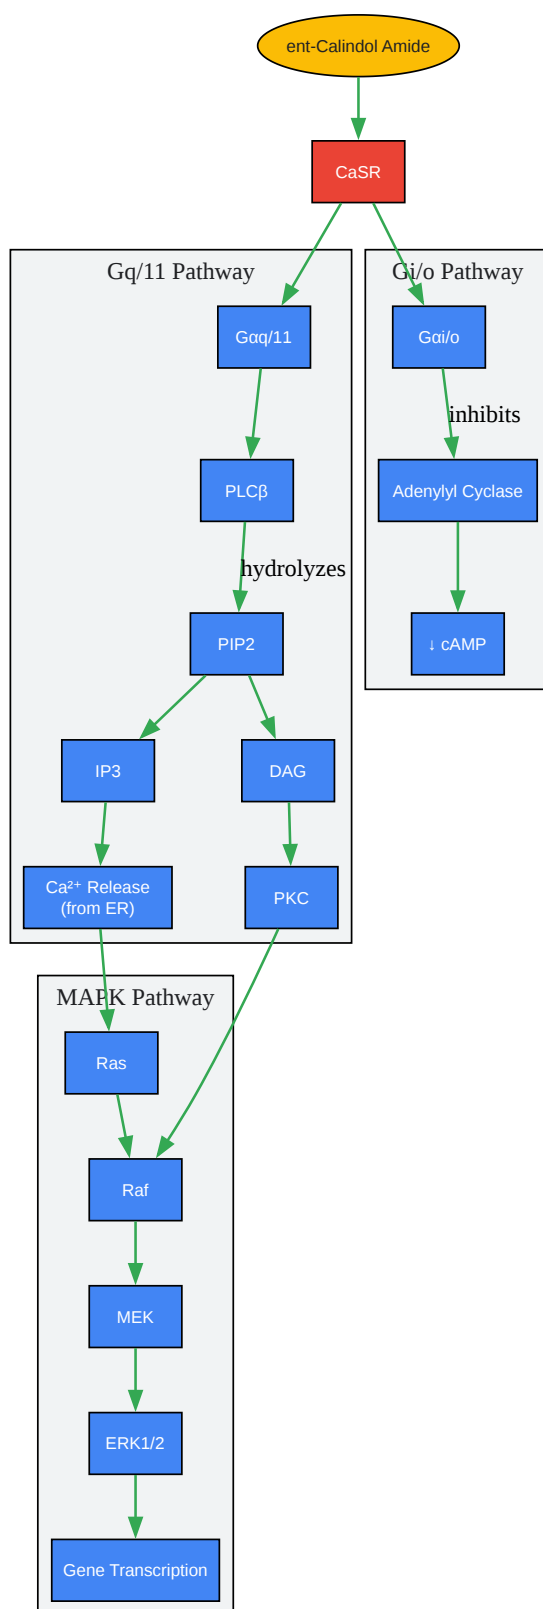 ent-Calindol Amide
CaSR
Gq/11 Pathway
Gi/o Pathway
Gαq/11
Gαi/o
inhibits
PLCβ
Adenylyl Cyclase
hydrolyzes
PIP2
↓ cAMP
IP3
DAG
Ca²⁺ Release
(from ER)
PKC
MAPK Pathway
Ras
Raf
MEK
ERK1/2
Gene Transcription